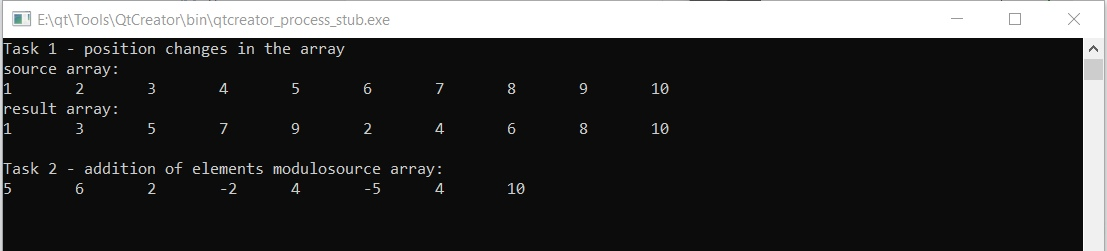 E:\qt\Tools\QtCreator\bin\qtcreator_process_stub.exe
Task 1 - position changes in the array
source array:
1 2 3 4 5 6 7 8 9 10
result array:
1 3 5 7 9 2 4 6 8 10
Task 2 - addition of elements modulosource array:
5 6 2 -2 4 -5 4 10